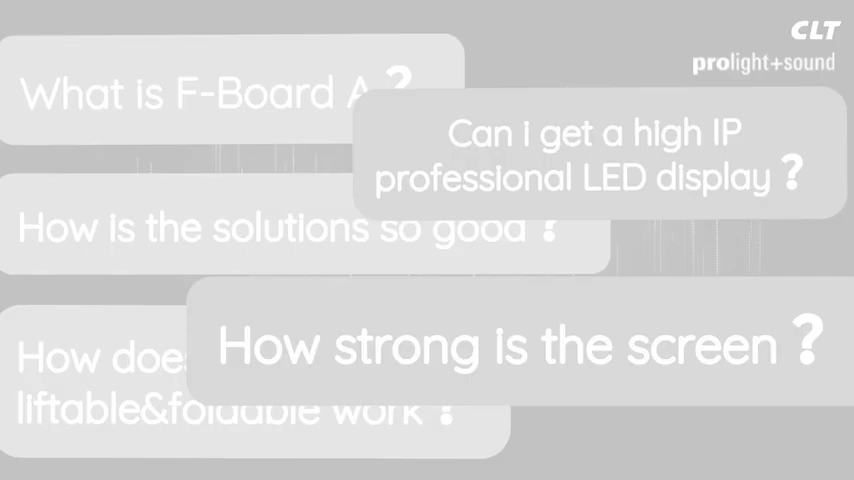 CLT
prolight+sound
What is F-Board A ?
Can i get a high IP
professional LED display ?
How is the solutions so good ?
How strong is the screen ?
How does
liftable&foldable work ?